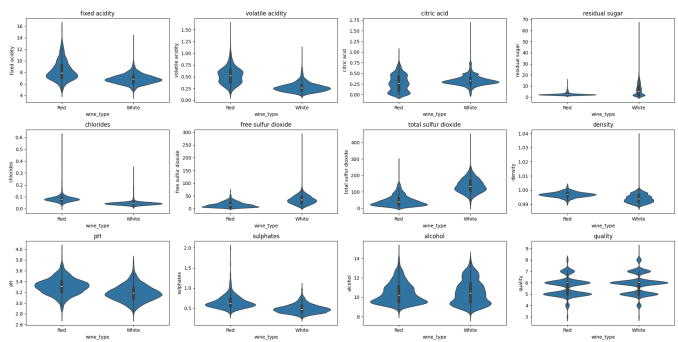 fixed acidity
fixed acidity
16
14
12
10
8
6
4
Red
White
wine_type
volatile acidity
volatile acidity
1.50
1.25
1.00
0.75
0.50
0.25
0.00
Red
White
wine_type
citric acid
citric acid
1.75
1.50
1.25
1.00
0.75
0.50
0.25
0.00
Red
White
wine_type
residual sugar
residual sugar
70
60
50
40
30
20
10
0
Red
White
wine_type
chlorides
chlorides
0.6
0.5
0.4
0.3
0.2
0.1
0.0
Red
White
wine_type
free sulfur dioxide
free sulfur dioxide
300
250
200
150
100
50
0
Red
White
wine_type
total sulfur dioxide
total sulfur dioxide
400
300
200
100
0
Red
White
wine_type
density
density
1.04
1.03
1.02
1.01
1.00
0.99
Red
White
wine_type
pH
pH
4.0
3.8
3.6
3.4
3.2
3.0
2.8
2.6
Red
White
wine_type
sulphates
sulphates
2.0
1.5
1.0
0.5
Red
White
wine_type
alcohol
alcohol
14
12
10
8
Red
White
wine_type
quality
quality
9
8
7
6
5
4
3
Red
White
wine_type